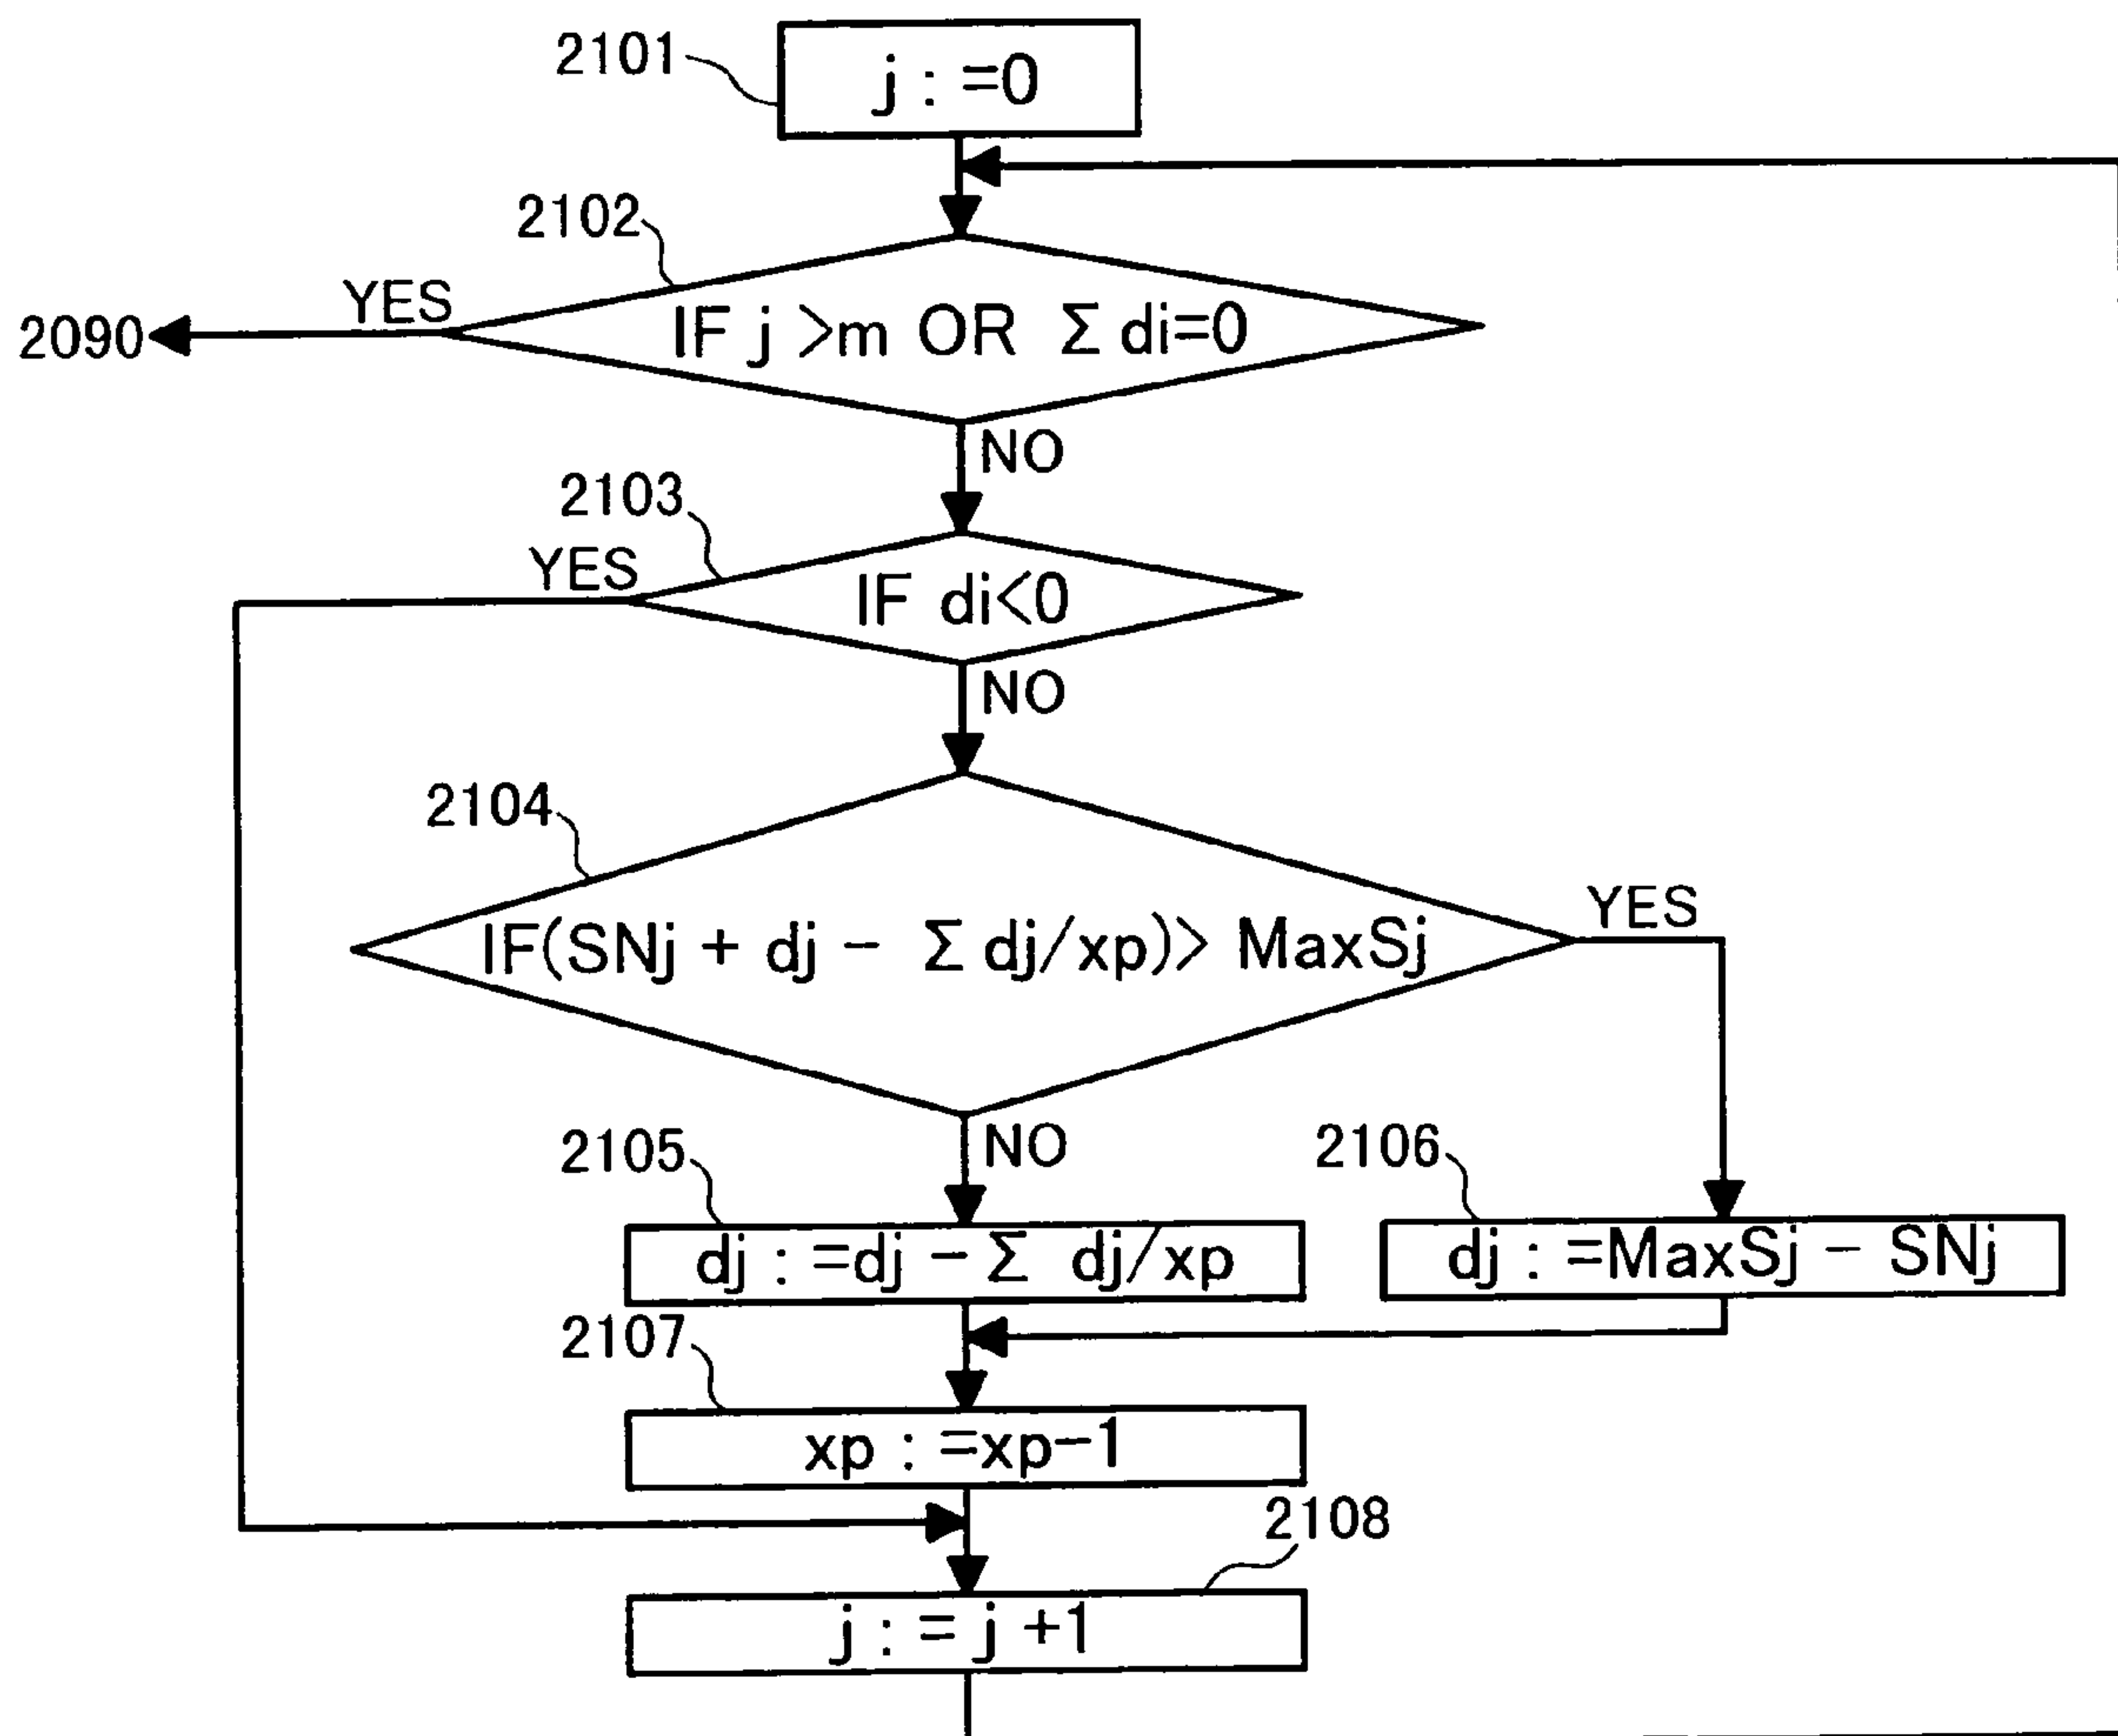 2101
j : =0
2102
YES
2090
IF j >m OR Σ di=0
NO
2103
YES
IF di<0
NO
2104
YES
IF(SNj + dj - Σ dj/xp)> MaxSj
NO
2105
2106
dj : =dj - Σ dj/xp
dj : =MaxSj - SNj
2107
xp : =xp-1
2108
j : = j +1